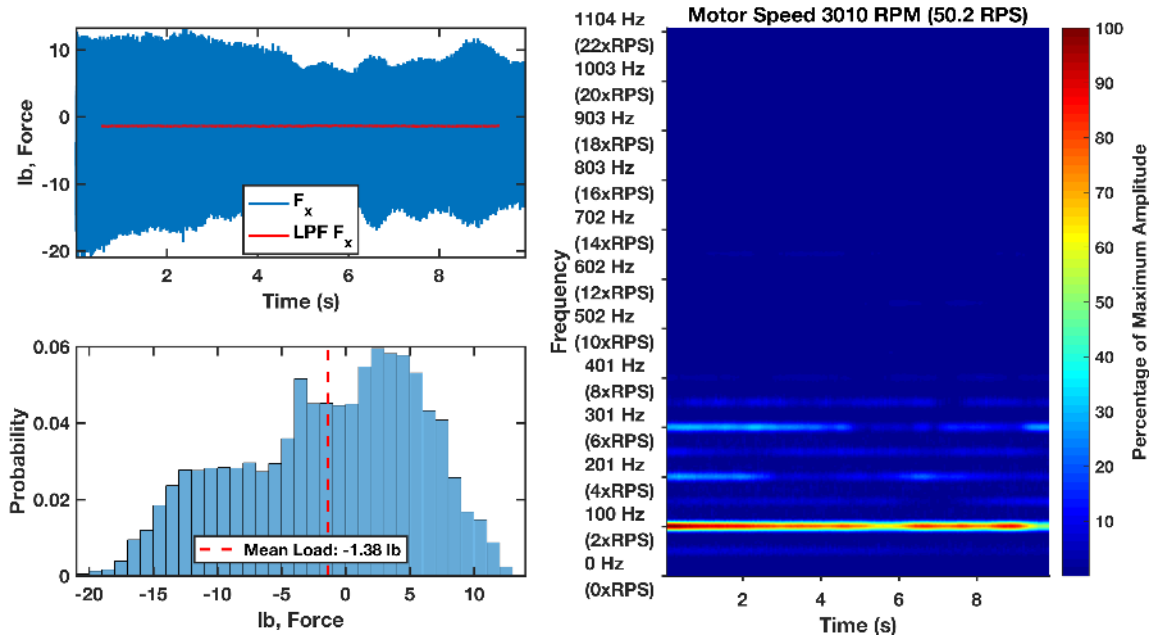 10
0
-10
-20
lb, Force
F
x
LPF F
x
2
4
6
8
Time (s)
0.06
0.04
0.02
0
Probability
Mean Load: -1.38 lb
-20
-15
-10
-5
0
5
10
lb, Force
Motor Speed 3010 RPM (50.2 RPS)
1104 Hz
(22xRPS)
1003 Hz
(20xRPS)
903 Hz
(18xRPS)
803 Hz
(16xRPS)
702 Hz
(14xRPS)
602 Hz
(12xRPS)
502 Hz
(10xRPS)
401 Hz
(8xRPS)
301 Hz
(6xRPS)
201 Hz
(4xRPS)
100 Hz
(2xRPS)
0 Hz
(0xRPS)
Frequency
2
4
6
8
Time (s)
100
90
80
70
60
50
40
30
20
10
Percentage of Maximum Amplitude